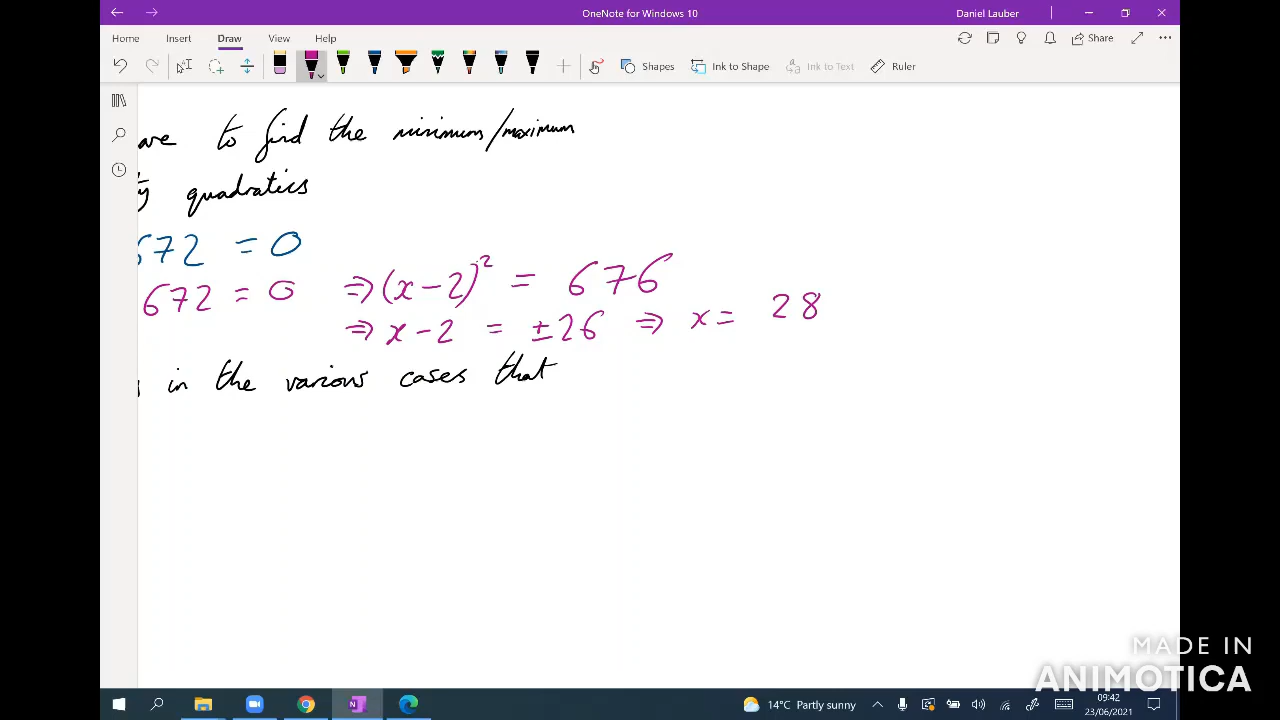 OneNote for Windows 10
Daniel Lauber
Home Insert Draw View Help
Share
Shapes Ink to Shape Ink to Text Ruler
are to find the minimum/maximum
quadratics
672 = 0
672 = 0 ⇒ (x - 2)² = 676
⇒ x - 2 = ±26 ⇒ x = 28
in the various cases that
MADE IN
ANIMOTICA
14°C Partly sunny
09:42
23/06/2021